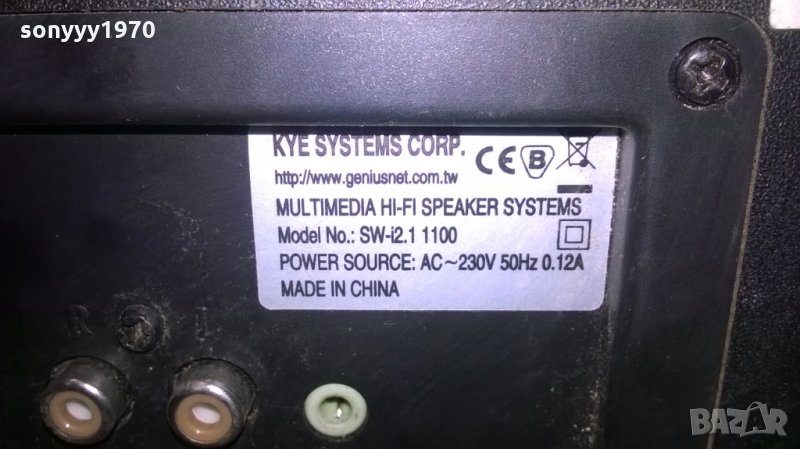 sonyyy1970
KYE SYSTEMS CORP.
CE B
http://www.geniusnet.com.tw
MULTIMEDIA HI-FI SPEAKER SYSTEMS
Model No.: SW-i2.1 1100
POWER SOURCE: AC～230V 50Hz 0.12A
MADE IN CHINA
R L
BAZAR